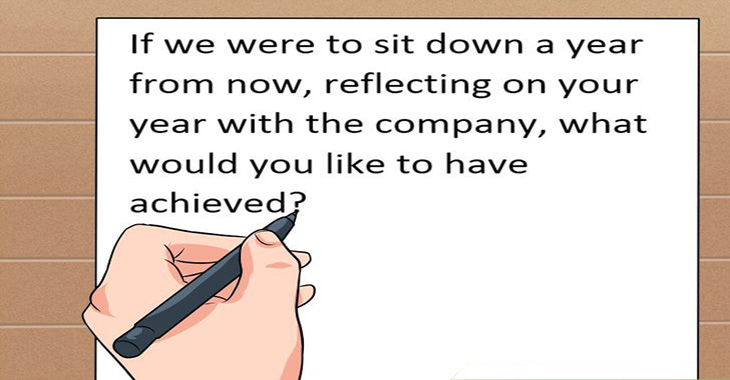 If we were to sit down a year
from now, reflecting on your
year with the company, what
would you like to have
achieved?